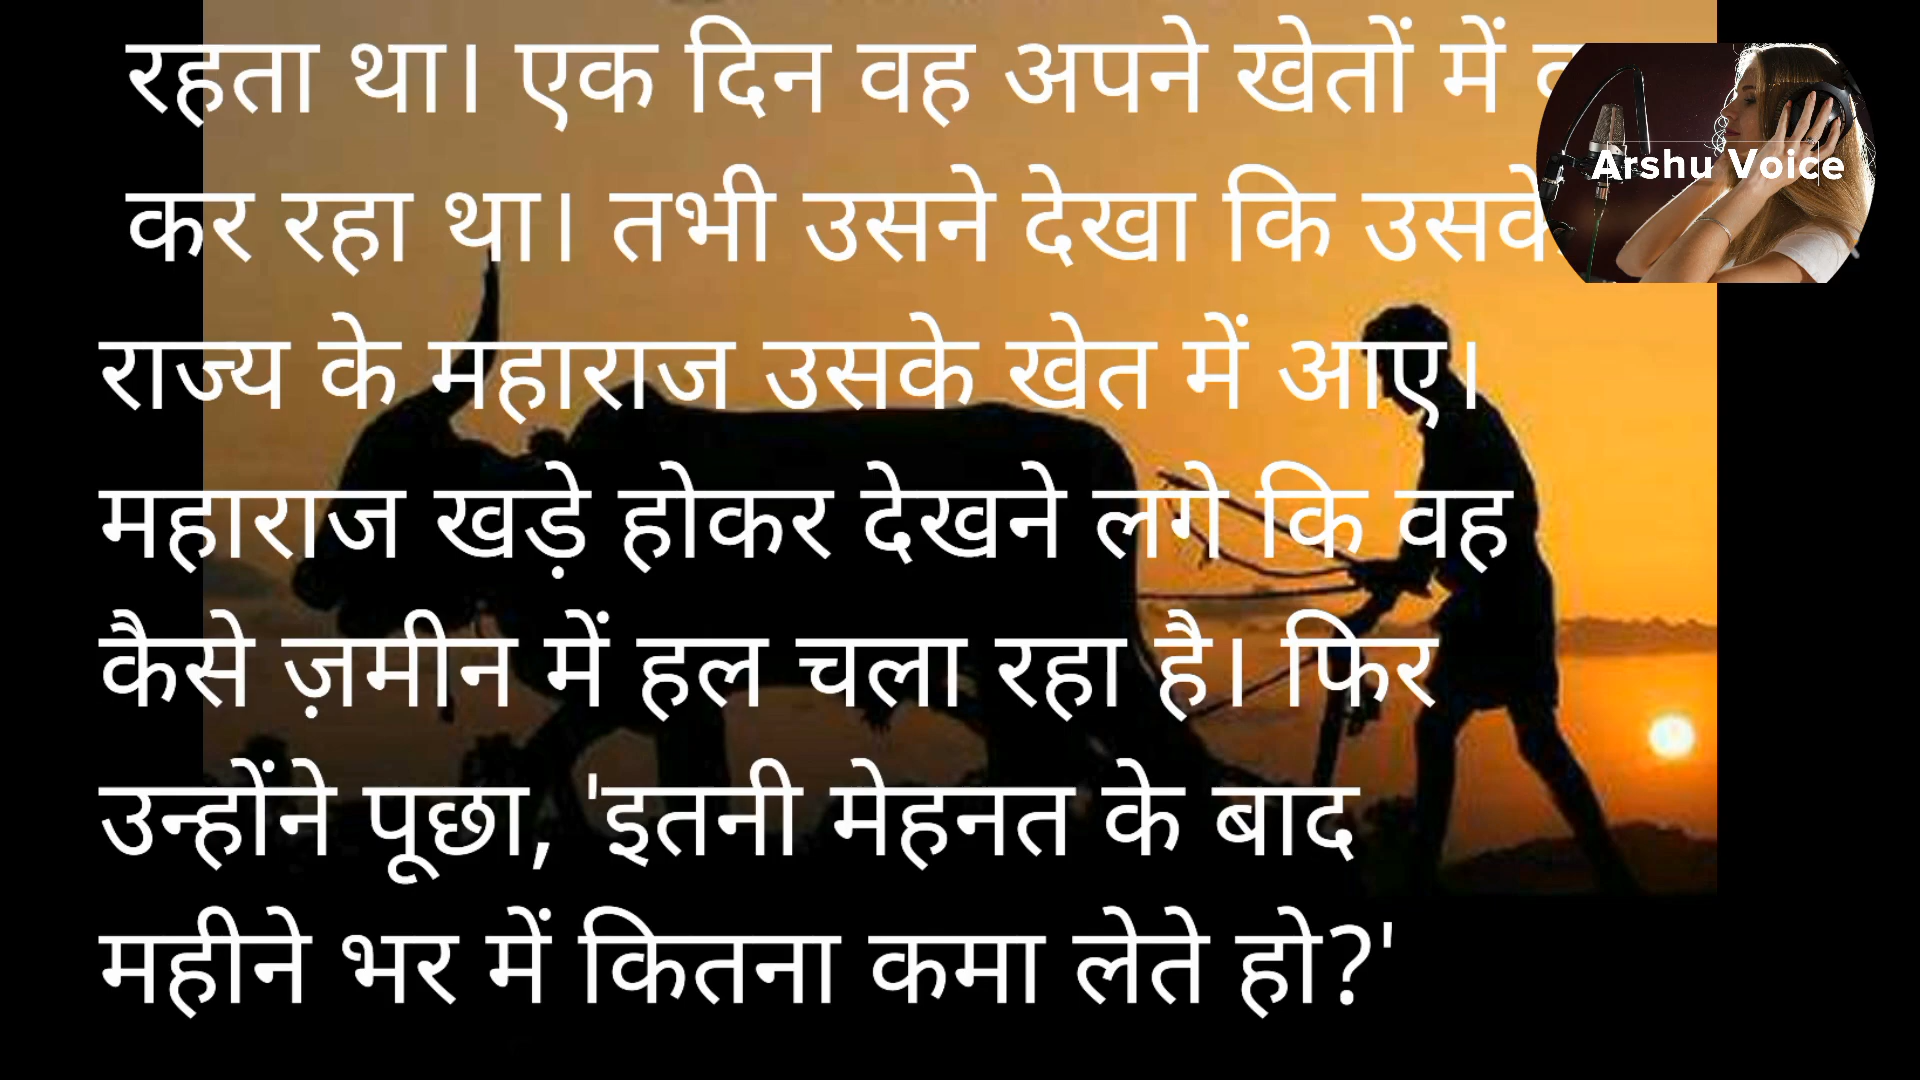 रहता था। एक दिन वह अपने खेतों में
Arshu Voice
कर रहा था। तभी उसने देखा कि उसके
राज्य के महाराज उसके खेत में आए।
महाराज खड़े होकर देखने लगे कि वह
कैसे ज़मीन में हल चला रहा है। फिर
उन्होंने पूछा, 'इतनी मेहनत के बाद
महीने भर में कितना कमा लेते हो?'